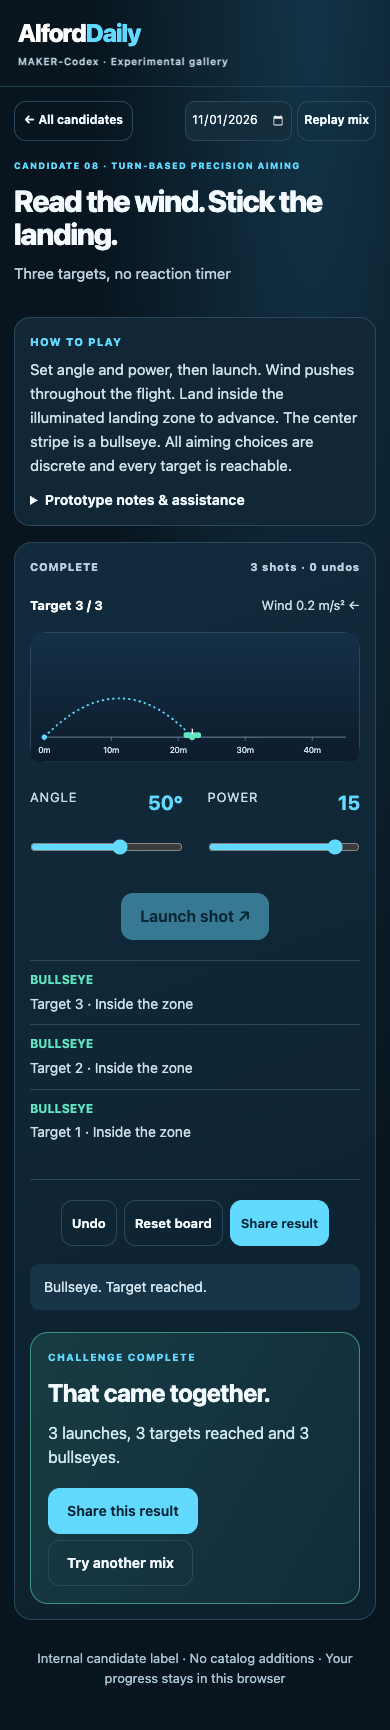 AlfordDaily
MAKER-Codex · Experimental gallery
← All candidates
11/01/2026
Replay mix
CANDIDATE 08 · TURN-BASED PRECISION AIMING
Read the wind. Stick the
landing.
Three targets, no reaction timer
HOW TO PLAY
Set angle and power, then launch. Wind pushes
throughout the flight. Land inside the
illuminated landing zone to advance. The center
stripe is a bullseye. All aiming choices are
discrete and every target is reachable.
▶ Prototype notes & assistance
COMPLETE
3 shots · 0 undos
Target 3 / 3
Wind 0.2 m/s² ←
0m 10m 20m 30m 40m
ANGLE 50° POWER 15
Launch shot ↗
BULLSEYE
Target 3 · Inside the zone
BULLSEYE
Target 2 · Inside the zone
BULLSEYE
Target 1 · Inside the zone
Undo
Reset board
Share result
Bullseye. Target reached.
CHALLENGE COMPLETE
That came together.
3 launches, 3 targets reached and 3
bullseyes.
Share this result
Try another mix
Internal candidate label · No catalog additions · Your
progress stays in this browser